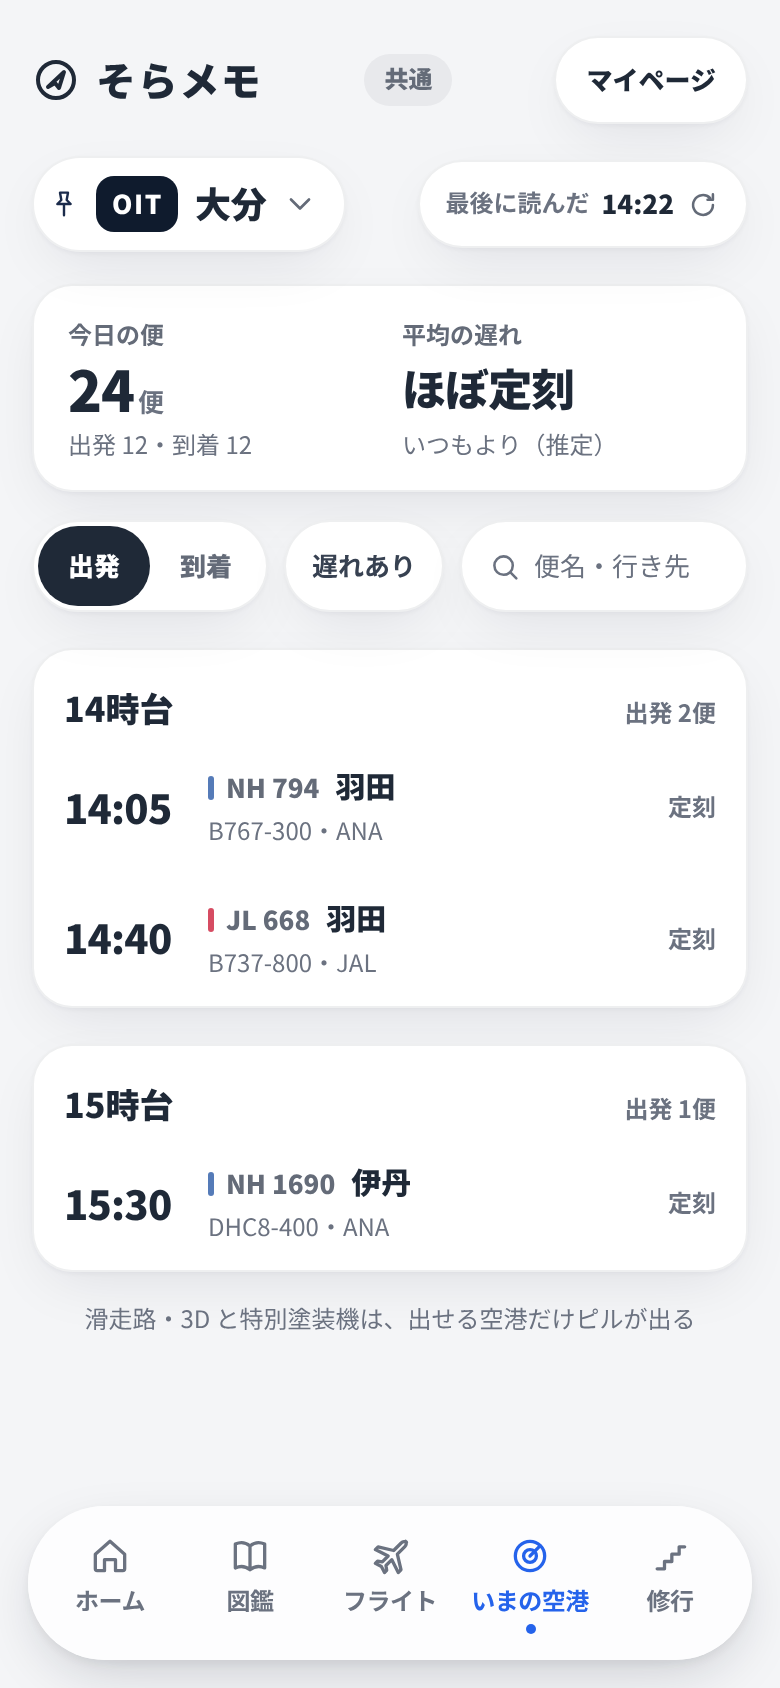 そらメモ
共通
マイページ
OIT 大分
最後に読んだ 14:22
今日の便
24便
出発 12・到着 12
平均の遅れ
ほぼ定刻
いつもより（推定）
出発
到着
遅れあり
便名・行き先
14時台
出発 2便
14:05
NH 794 羽田
B767-300・ANA
定刻
14:40
JL 668 羽田
B737-800・JAL
定刻
15時台
出発 1便
15:30
NH 1690 伊丹
DHC8-400・ANA
定刻
滑走路・3D と特別塗装機は、出せる空港だけピルが出る
ホーム
図鑑
フライト
いまの空港
修行